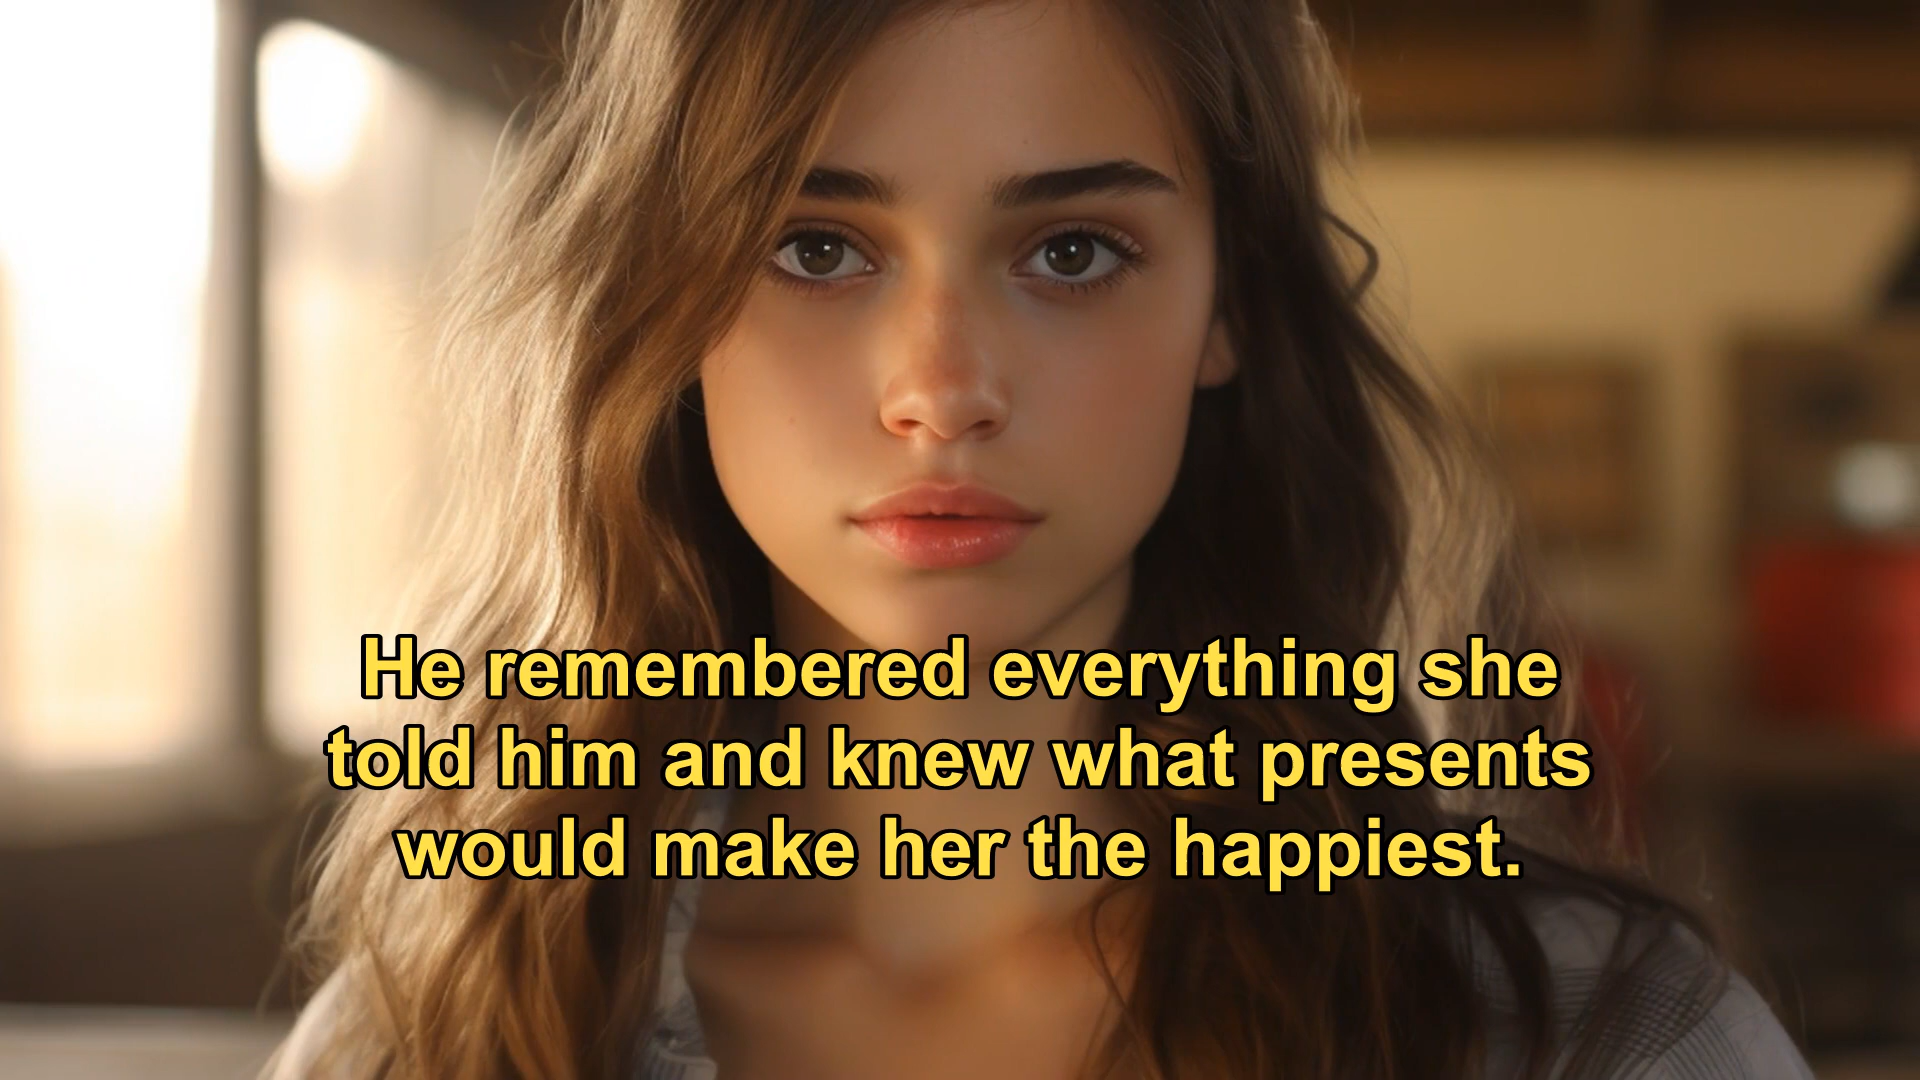 He remembered everything she
told him and knew what presents
would make her the happiest.